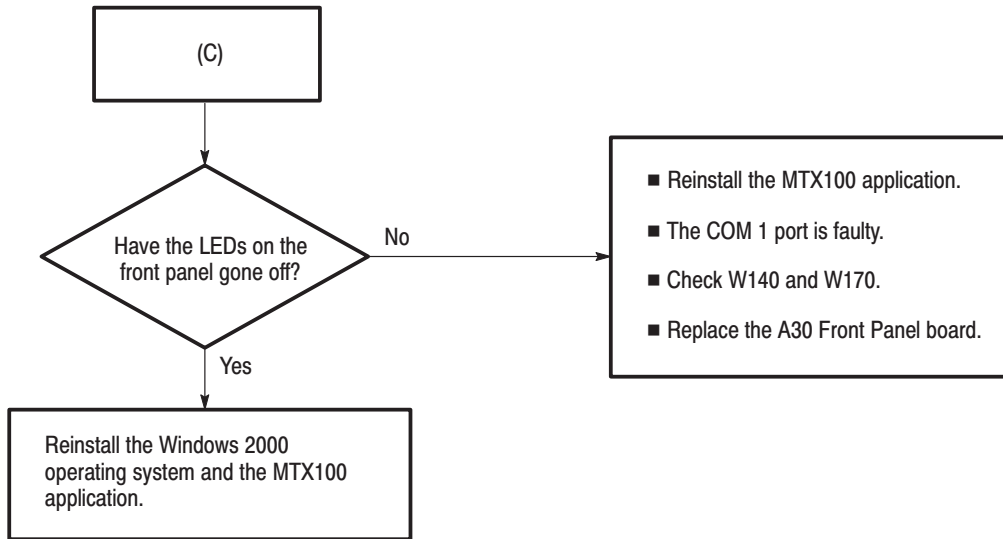 (C)
Have the LEDs on the
front panel gone off?
No
Yes
■ Reinstall the MTX100 application.
■ The COM 1 port is faulty.
■ Check W140 and W170.
■ Replace the A30 Front Panel board.
Reinstall the Windows 2000
operating system and the MTX100
application.